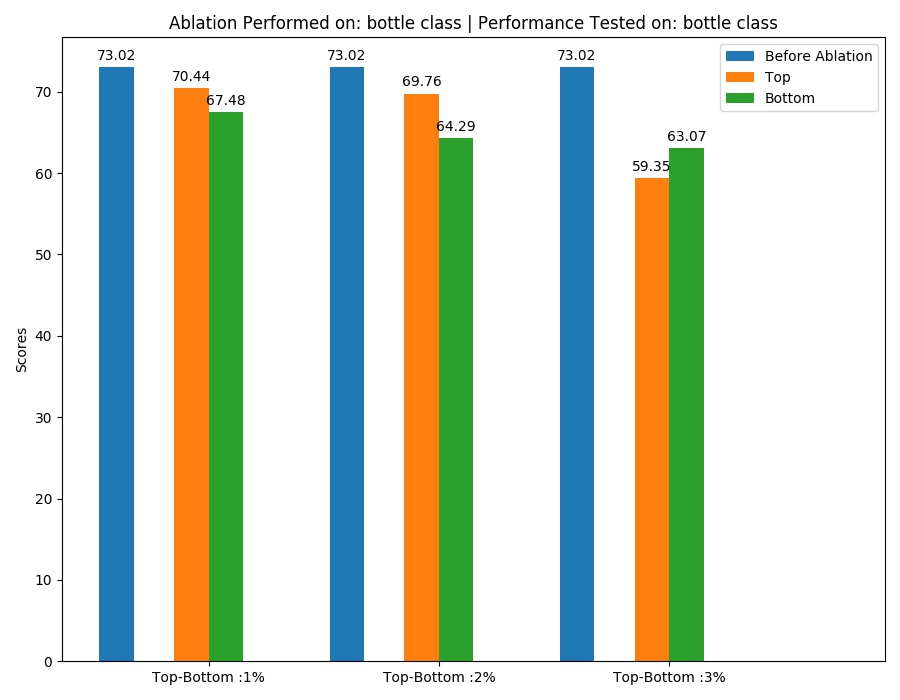 Ablation Performed on: bottle class | Performance Tested on: bottle class
Before Ablation
Top
Bottom
73.02
70.44
67.48
73.02
69.76
64.29
73.02
59.35
63.07
Scores
70
60
50
40
30
20
10
0
Top-Bottom :1%
Top-Bottom :2%
Top-Bottom :3%